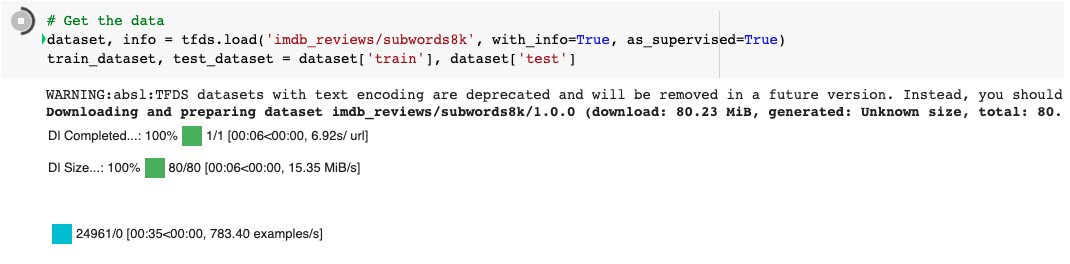 # Get the data
dataset, info = tfds.load('imdb_reviews/subwords8k', with_info=True, as_supervised=True)
train_dataset, test_dataset = dataset['train'], dataset['test']
WARNING:absl:TFDS datasets with text encoding are deprecated and will be removed in a future version. Instead, you should
Downloading and preparing dataset imdb_reviews/subwords8k/1.0.0 (download: 80.23 MiB, generated: Unknown size, total: 80.
Dl Completed...: 100% 1/1 [00:06<00:00, 6.92s/ url]
Dl Size...: 100% 80/80 [00:06<00:00, 15.35 MiB/s]
24961/0 [00:35<00:00, 783.40 examples/s]